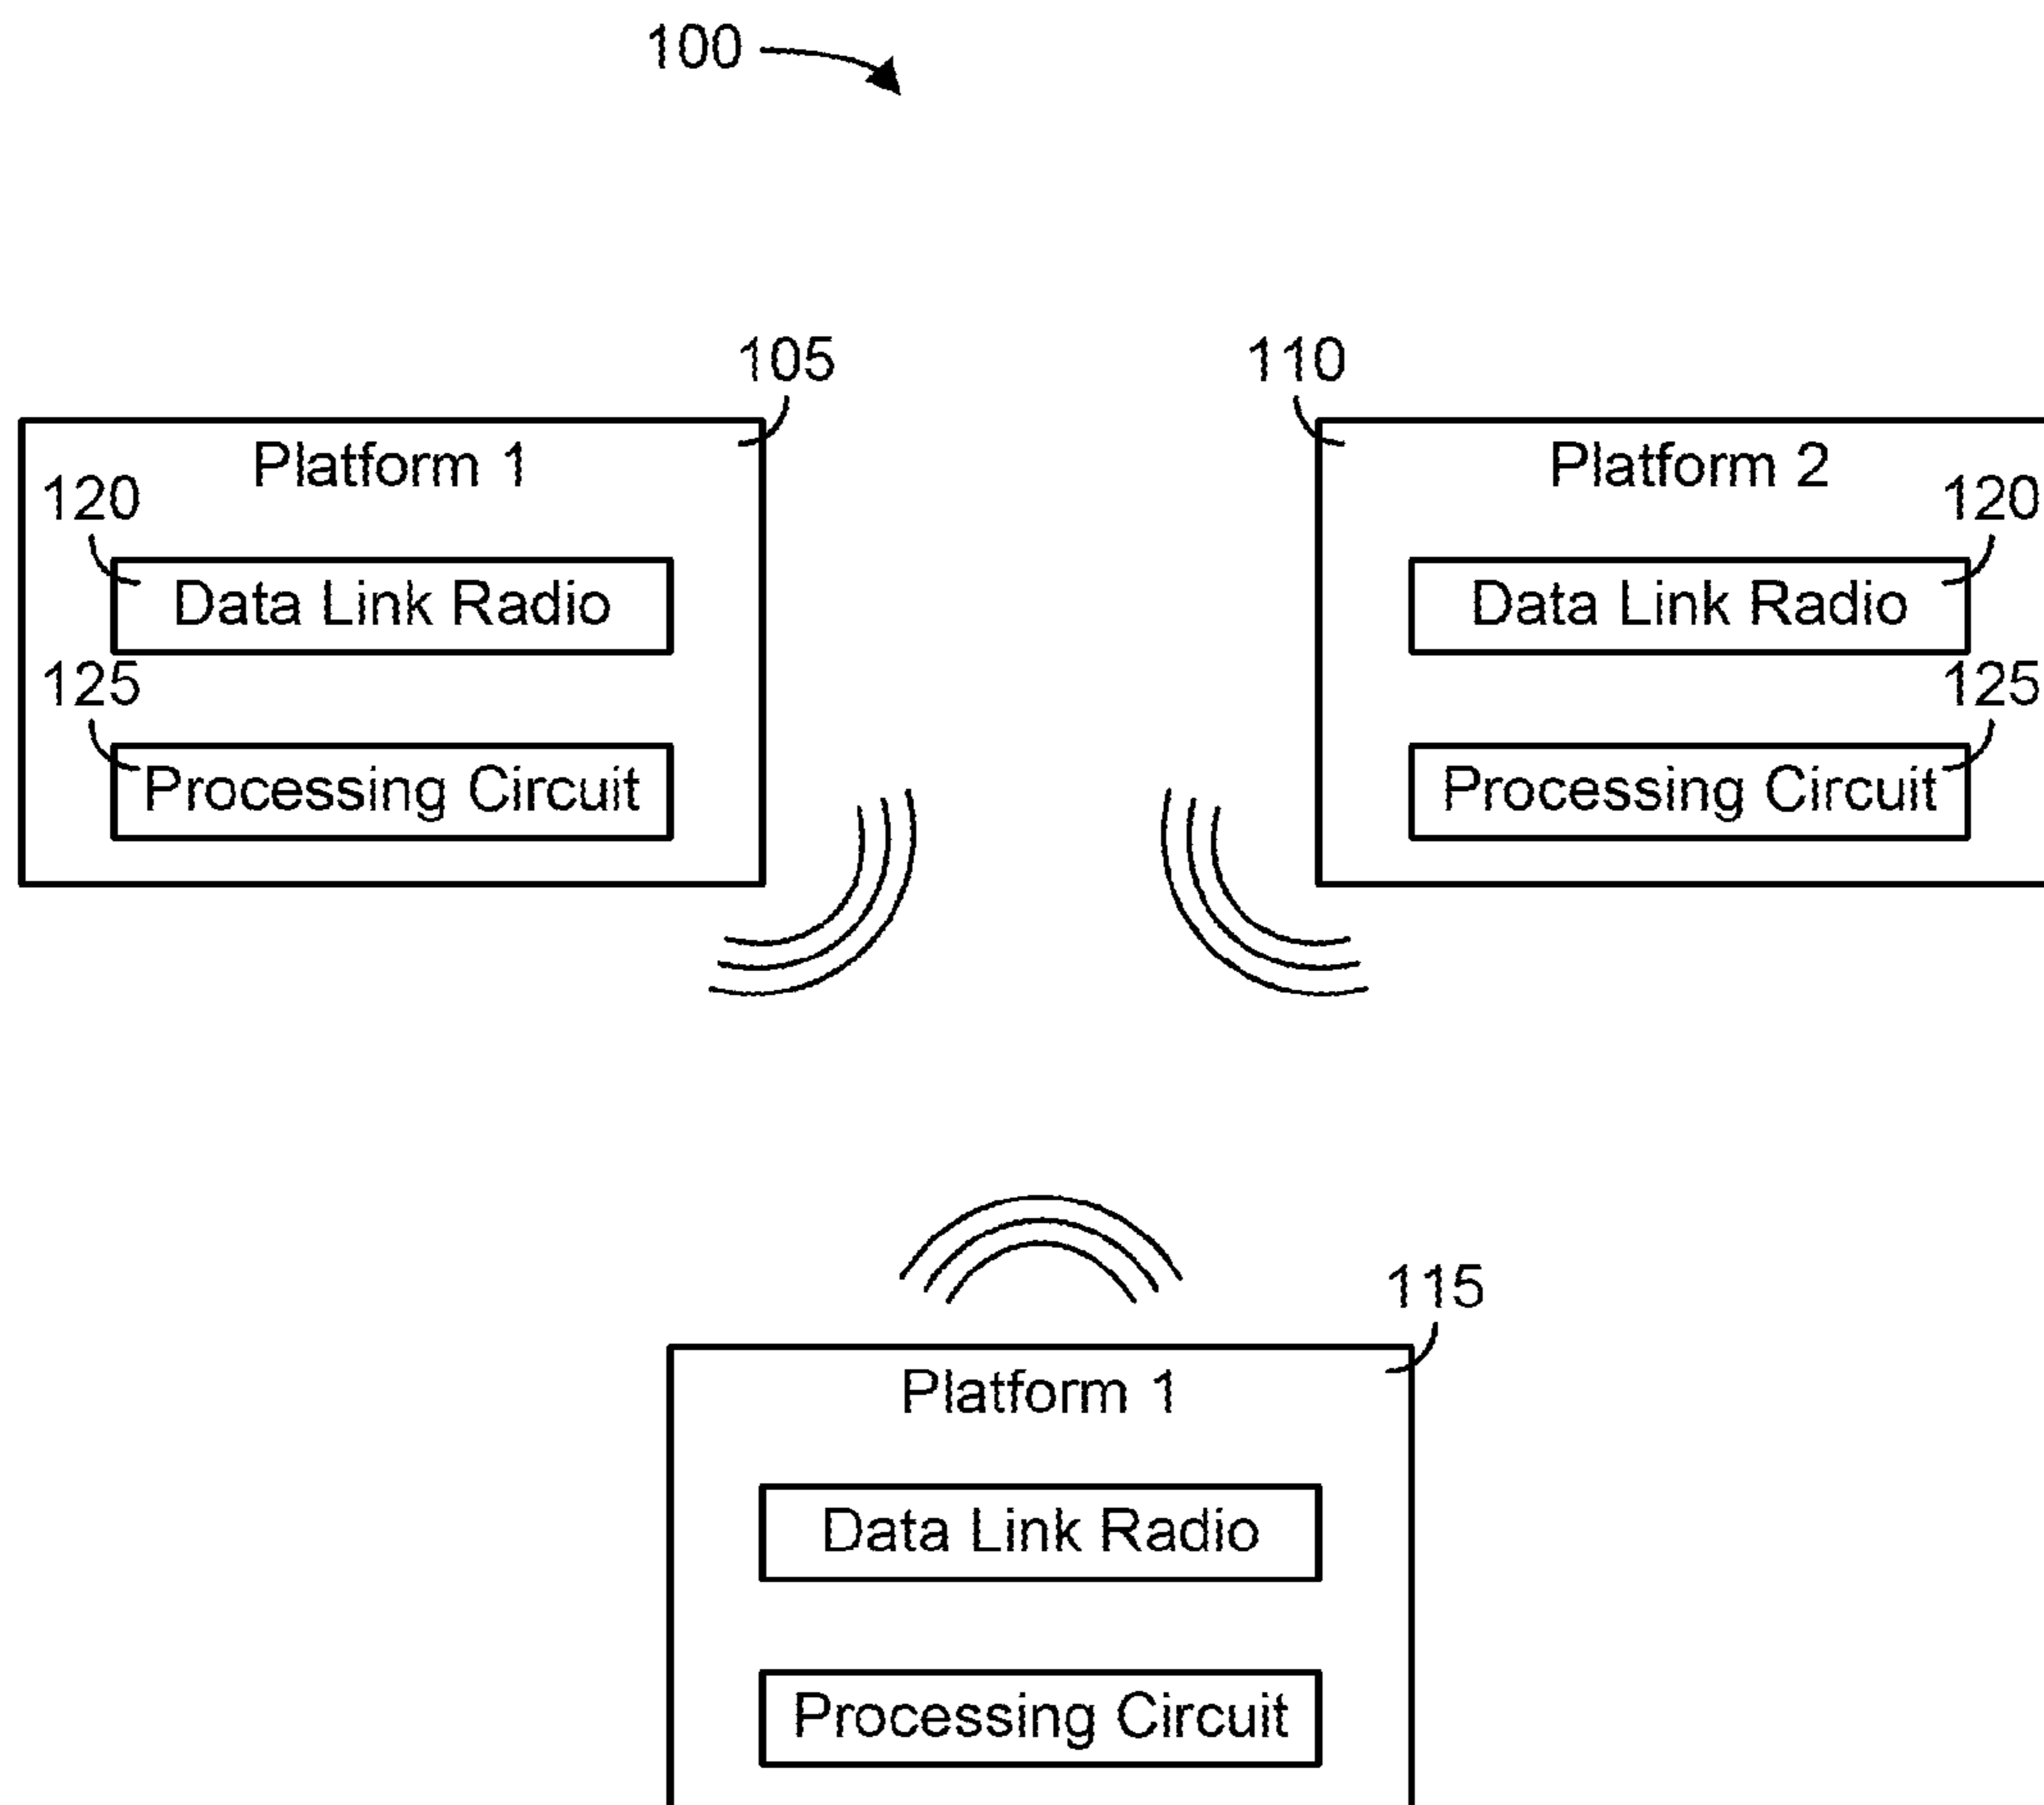 100
105
110
Platform 1
Platform 2
120
120
Data Link Radio
Data Link Radio
125
125
Processing Circuit
Processing Circuit
115
Platform 1
Data Link Radio
Processing Circuit